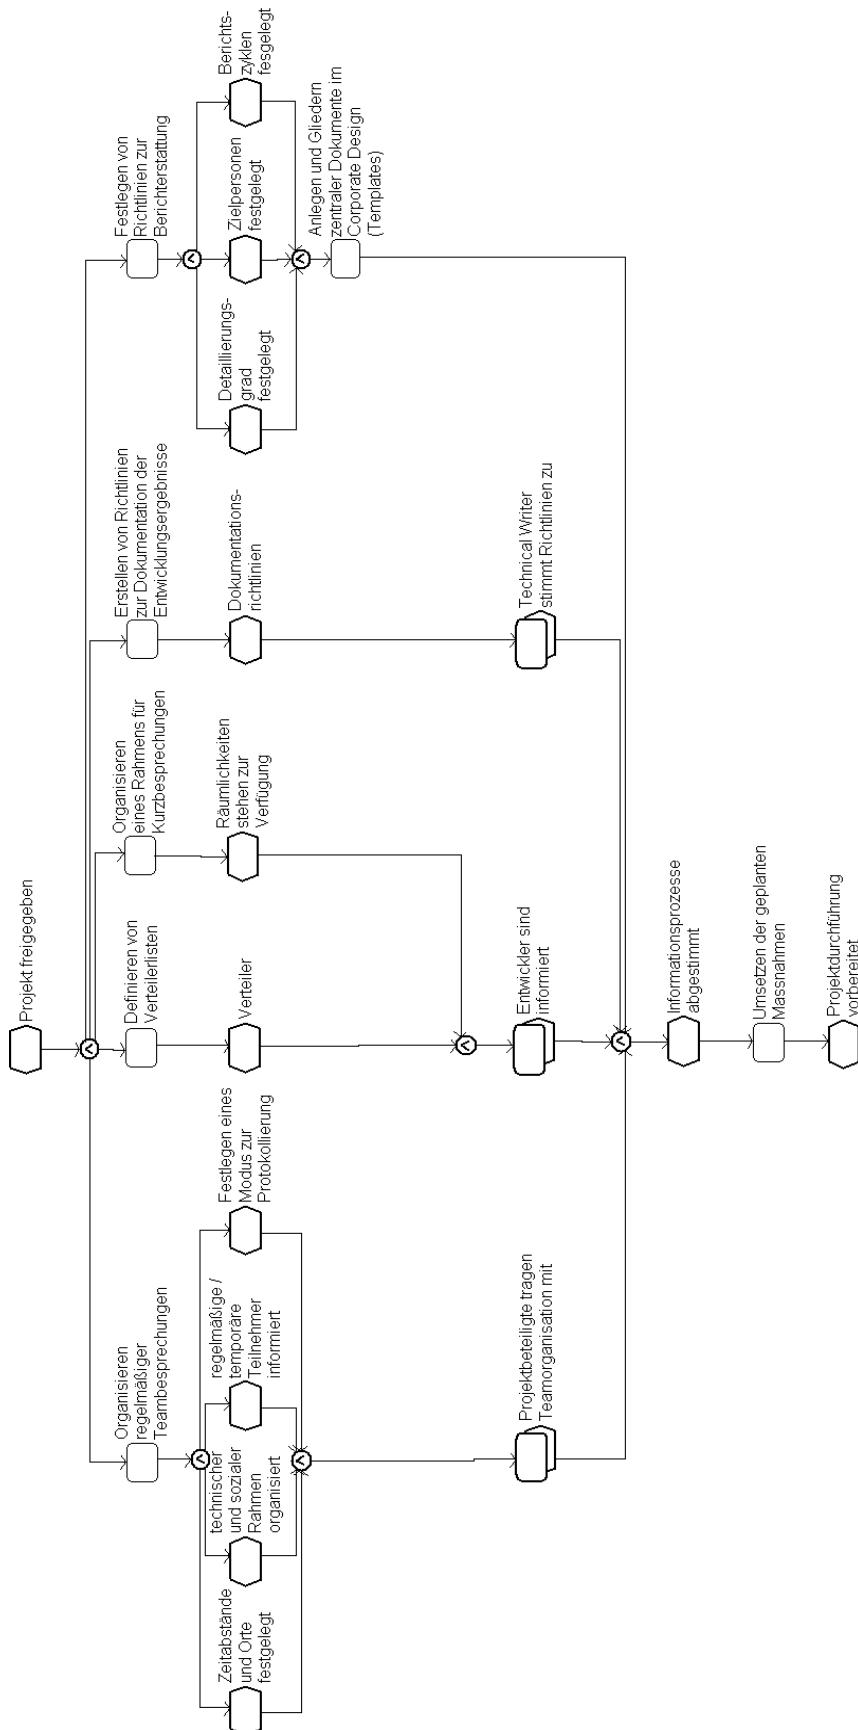 Projekt freigegeben
Organisieren
regelmäßiger
Teambesprechungen
Definieren von
Verteilerlisten
Organisieren
eines Rahmens für
Kurzbesprechungen
Erstellen von Richtlinien
zur Dokumentation der
Entwicklungsergebnisse
Festlegen von
Richtlinien zur
Berichterstattung
Zeitabstände
und Orte
festgelegt
technischer
und sozialer
Rahmen
organisiert
regelmäßige /
temporäre
Teilnehmer
informiert
Festlegen eines
Modus zur
Protokollierung
Verteiler
Räumlichkeiten
stehen zur
Verfügung
Dokumentations-
richtlinien
Detaillierungs-
grad
festgelegt
Zielpersonen
festgelegt
Berichts-
zyklen
fesgelegt
Anlegen und Gliedern
zentraler Dokumente im
Corporate Design
(Templates)
Projektbeteiligte tragen
Teamorganisation mit
Entwickler sind
informiert
Technical Writer
stimmt Richtlinien zu
Informationsprozesse
abgestimmt
Umsetzen der geplanten
Massnahmen
Projektdurchführung
vorbereitet